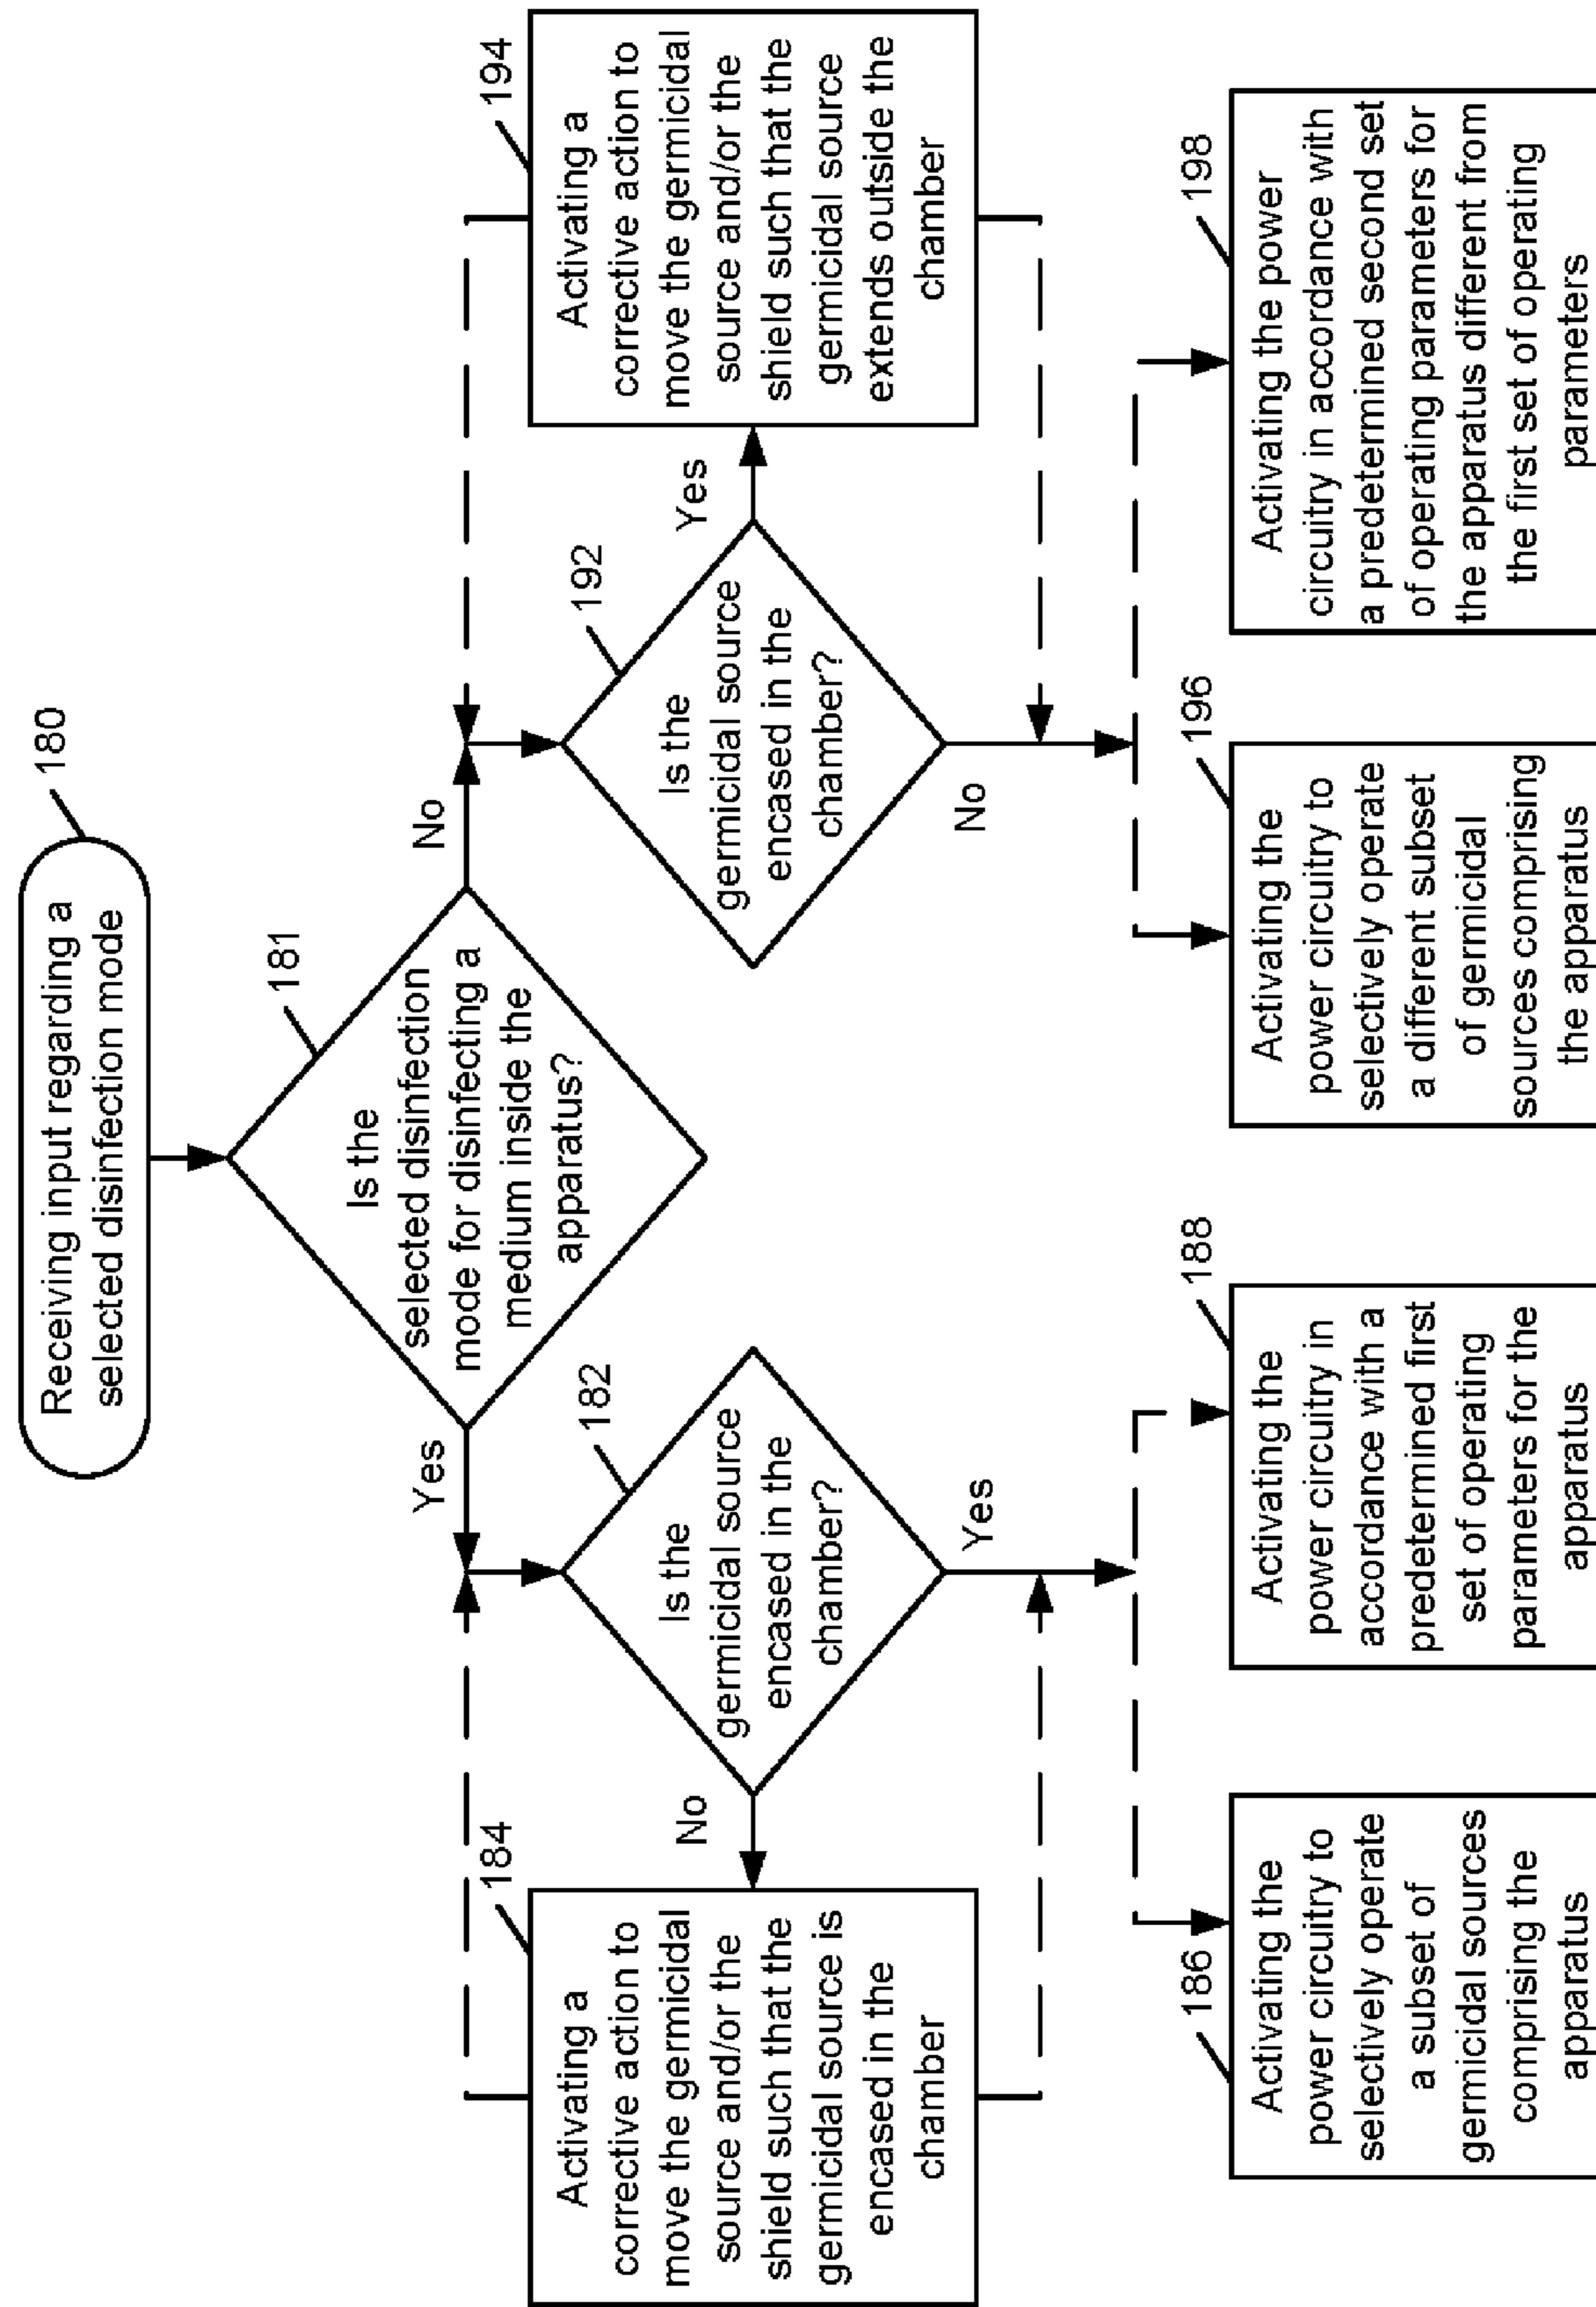 Receiving input regarding a
selected disinfection mode
180
Is the
selected disinfection
mode for disinfecting a
medium inside the
apparatus?
181
Yes
No
Activating a
corrective action to
move the germicidal
source and/or the
shield such that the
germicidal source is
encased in the
chamber
184
No
Is the
germicidal source
encased in the
chamber?
182
Yes
Is the
germicidal source
encased in the
chamber?
192
Yes
No
Activating a
corrective action to
move the germicidal
source and/or the
shield such that the
germicidal source
extends outside the
chamber
194
186
Activating the
power circuitry to
selectively operate
a subset of
germicidal sources
comprising the
apparatus
188
Activating the
power circuitry in
accordance with a
predetermined first
set of operating
parameters for the
apparatus
196
Activating the
power circuitry to
selectively operate
a different subset
of germicidal
sources comprising
the apparatus
198
Activating the power
circuitry in accordance with
a predetermined second set
of operating parameters for
the apparatus different from
the first set of operating
parameters